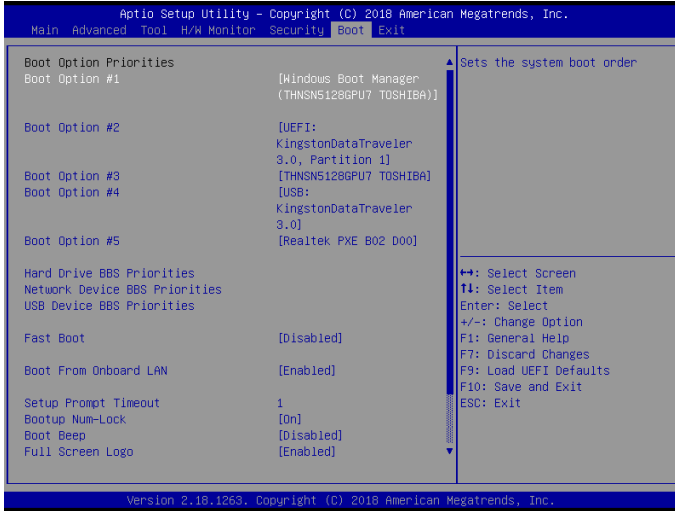 Aptio Setup Utility – Copyright (C) 2018 American Megatrends, Inc.
Main Advanced Tool H/W Monitor Security Boot Exit
Boot Option Priorities
Boot Option #1 [Windows Boot Manager
(THNSN5128GPU7 TOSHIBA)]
Boot Option #2 [UEFI:
KingstonDataTraveler
3.0, Partition 1]
Boot Option #3 [THNSN5128GPU7 TOSHIBA]
Boot Option #4 [USB:
KingstonDataTraveler
3.0]
Boot Option #5 [Realtek PXE B02 D00]
Hard Drive BBS Priorities
Network Device BBS Priorities
USB Device BBS Priorities
Fast Boot [Disabled]
Boot From Onboard LAN [Enabled]
Setup Prompt Timeout 1
Bootup Num-Lock [On]
Boot Beep [Disabled]
Full Screen Logo [Enabled]
Sets the system boot order
↔: Select Screen
↑↓: Select Item
Enter: Select
+/-: Change Option
F1: General Help
F7: Discard Changes
F9: Load UEFI Defaults
F10: Save and Exit
ESC: Exit
Version 2.18.1263. Copyright (C) 2018 American Megatrends, Inc.